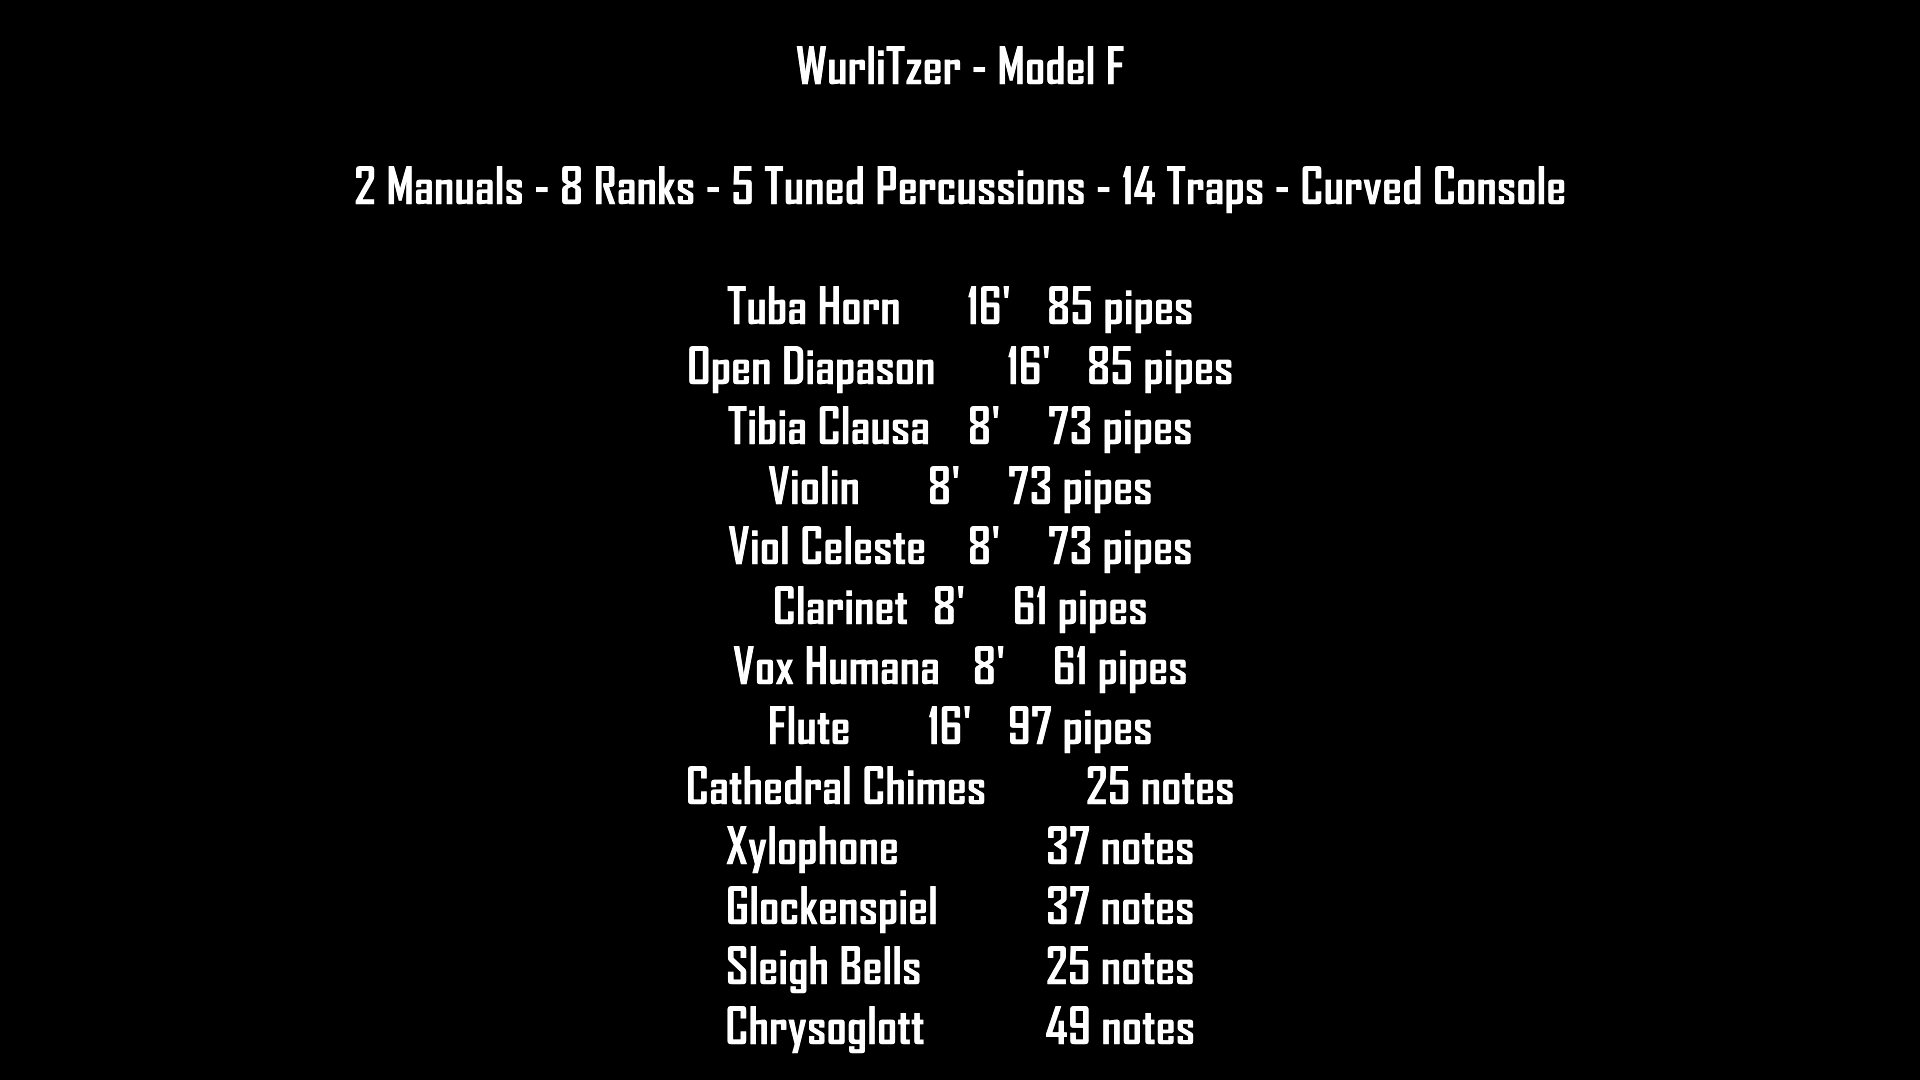 WurliTzer - Model F
2 Manuals - 8 Ranks - 5 Tuned Percussions - 14 Traps - Curved Console
Tuba Horn 16' 85 pipes
Open Diapason 16' 85 pipes
Tibia Clausa 8' 73 pipes
Violin 8' 73 pipes
Viol Celeste 8' 73 pipes
Clarinet 8' 61 pipes
Vox Humana 8' 61 pipes
Flute 16' 97 pipes
Cathedral Chimes 25 notes
Xylophone 37 notes
Glockenspiel 37 notes
Sleigh Bells 25 notes
Chrysoglott 49 notes